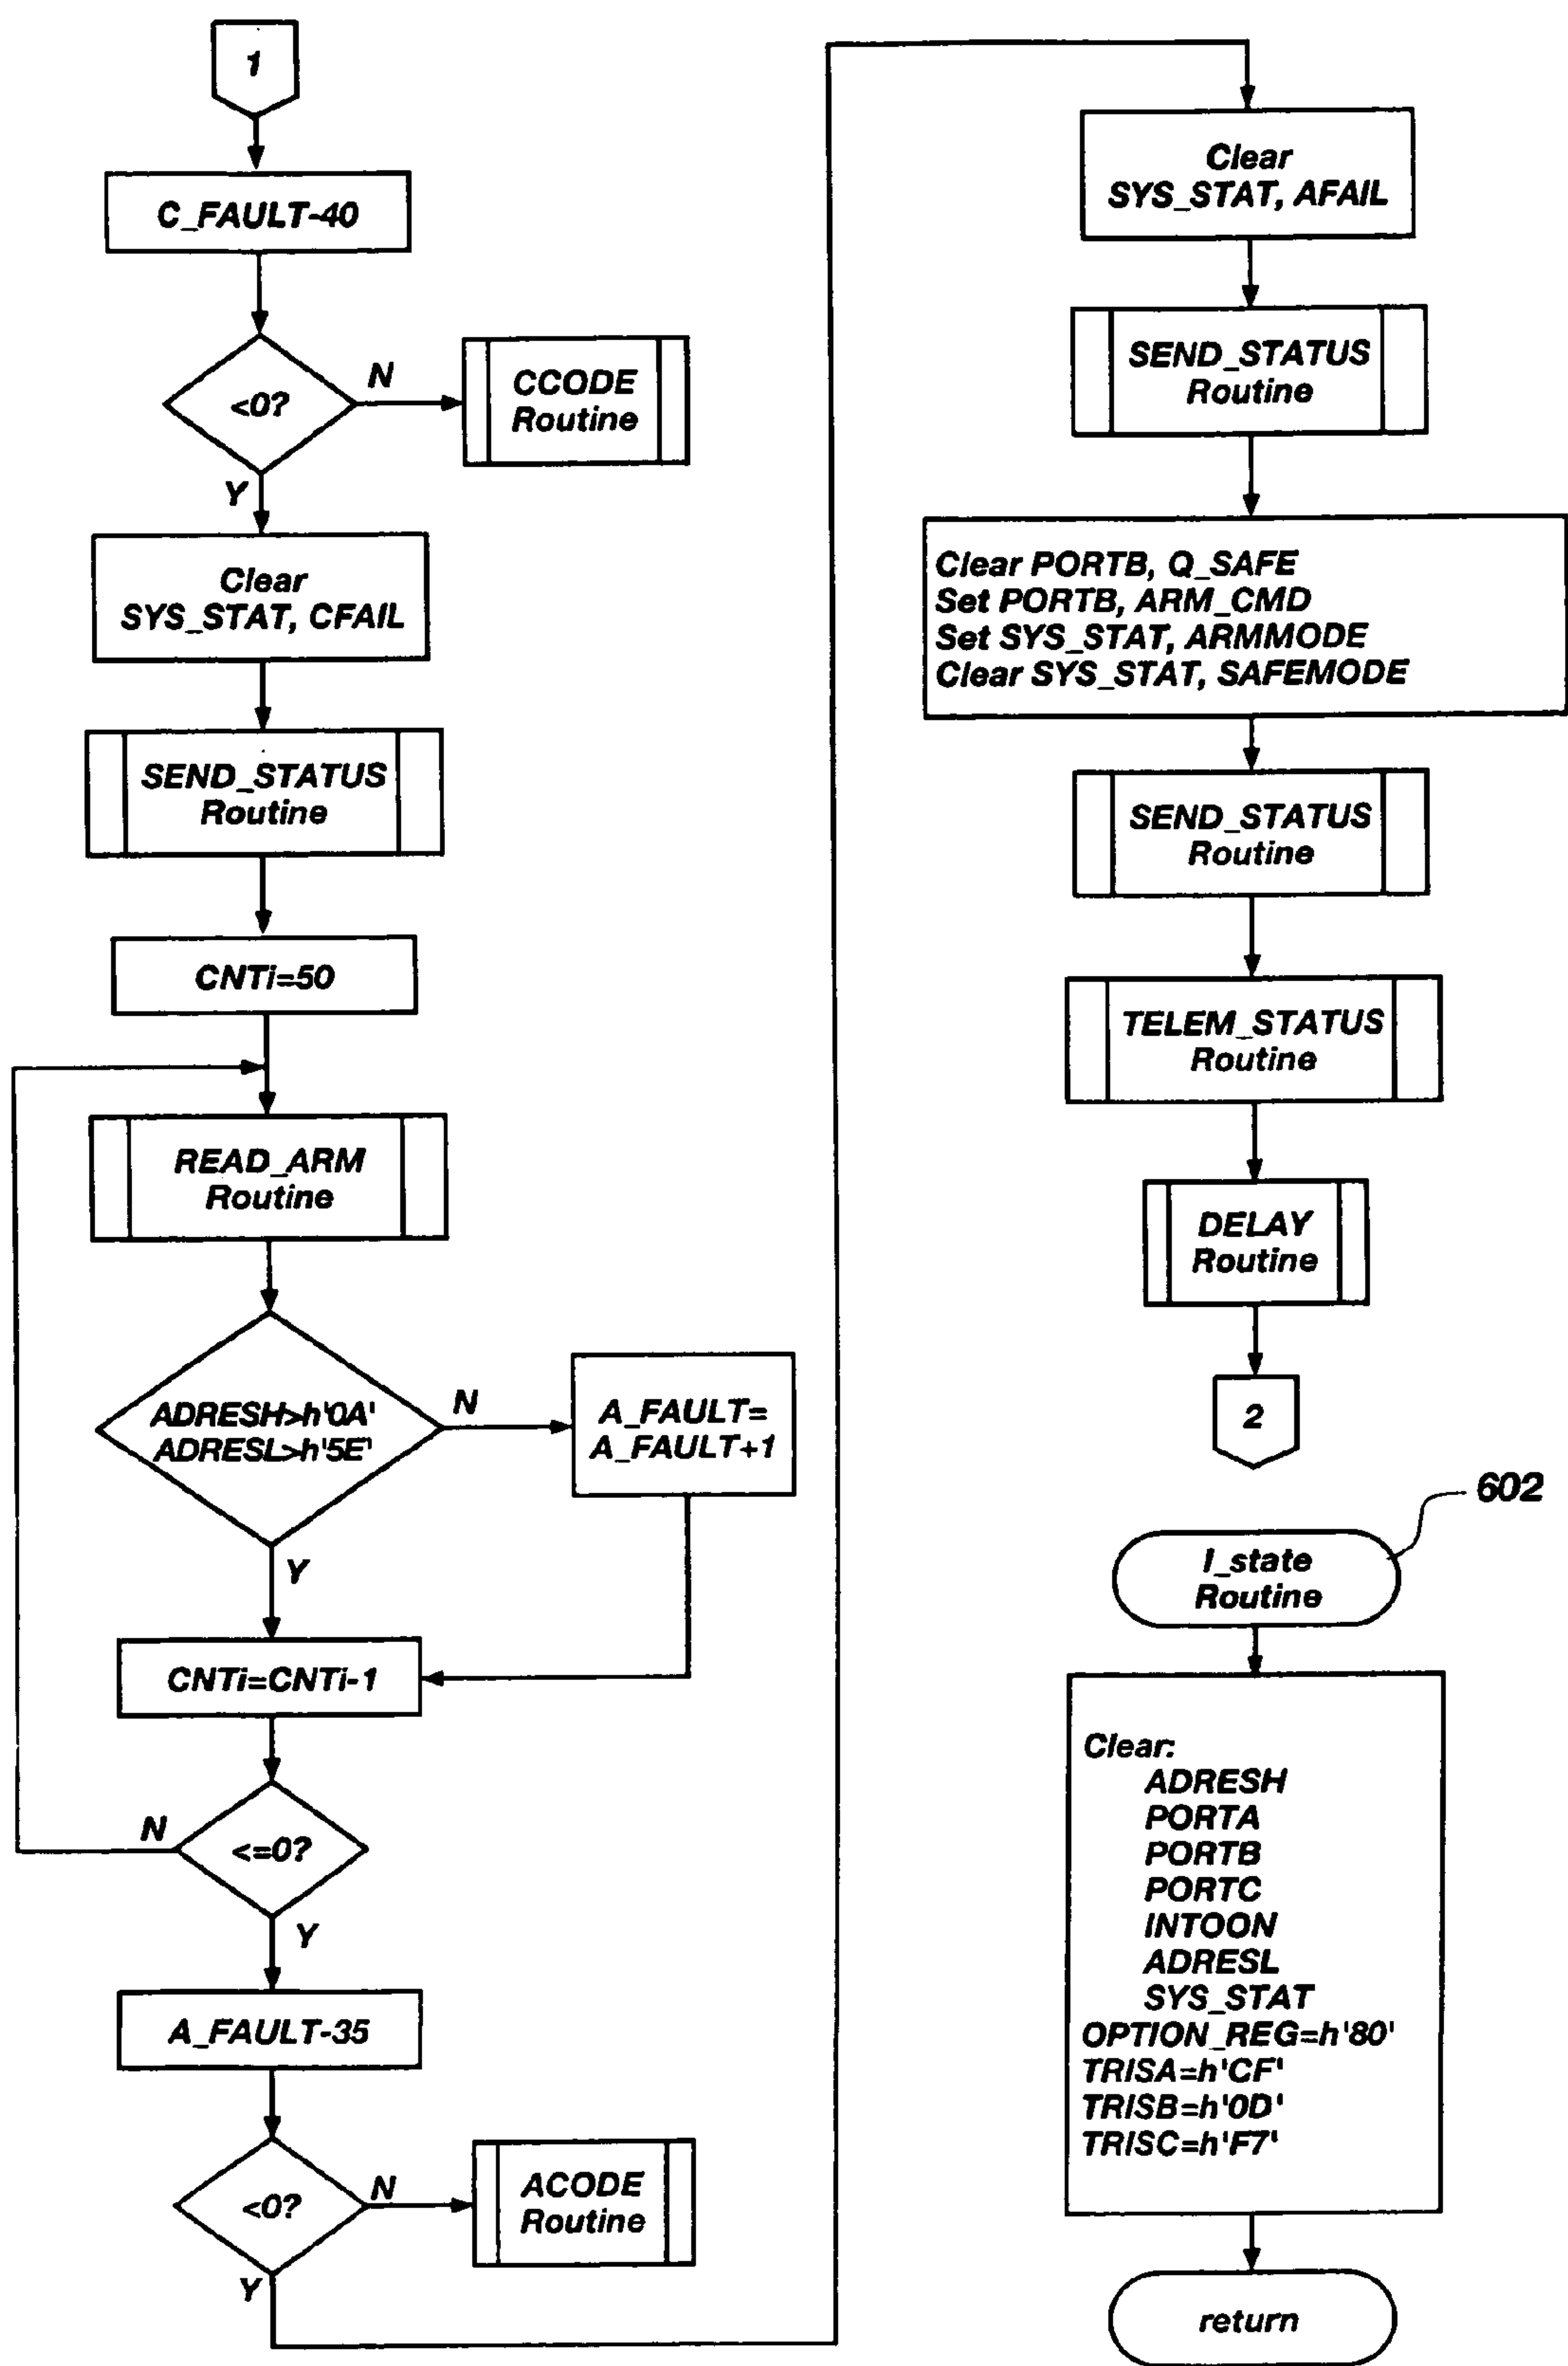 1
C_FAULT-40
<0?
N
CCODE
Routine
Y
Clear
SYS_STAT, CFAIL
SEND_STATUS
Routine
CNTi=50
READ_ARM
Routine
ADRESH>h'0A'
ADRESL>h'5E'
N
A_FAULT=
A_FAULT+1
Y
CNTi=CNTi-1
N
<=0?
Y
A_FAULT-35
<0?
N
ACODE
Routine
Y
Clear
SYS_STAT, AFAIL
SEND_STATUS
Routine
Clear PORTB, Q_SAFE
Set PORTB, ARM_CMD
Set SYS_STAT, ARMMODE
Clear SYS_STAT, SAFEMODE
SEND_STATUS
Routine
TELEM_STATUS
Routine
DELAY
Routine
2
602
I_state
Routine
Clear:
ADRESH
PORTA
PORTB
PORTC
INTOON
ADRESL
SYS_STAT
OPTION_REG=h'80'
TRISA=h'CF'
TRISB=h'0D'
TRISC=h'F7'
return